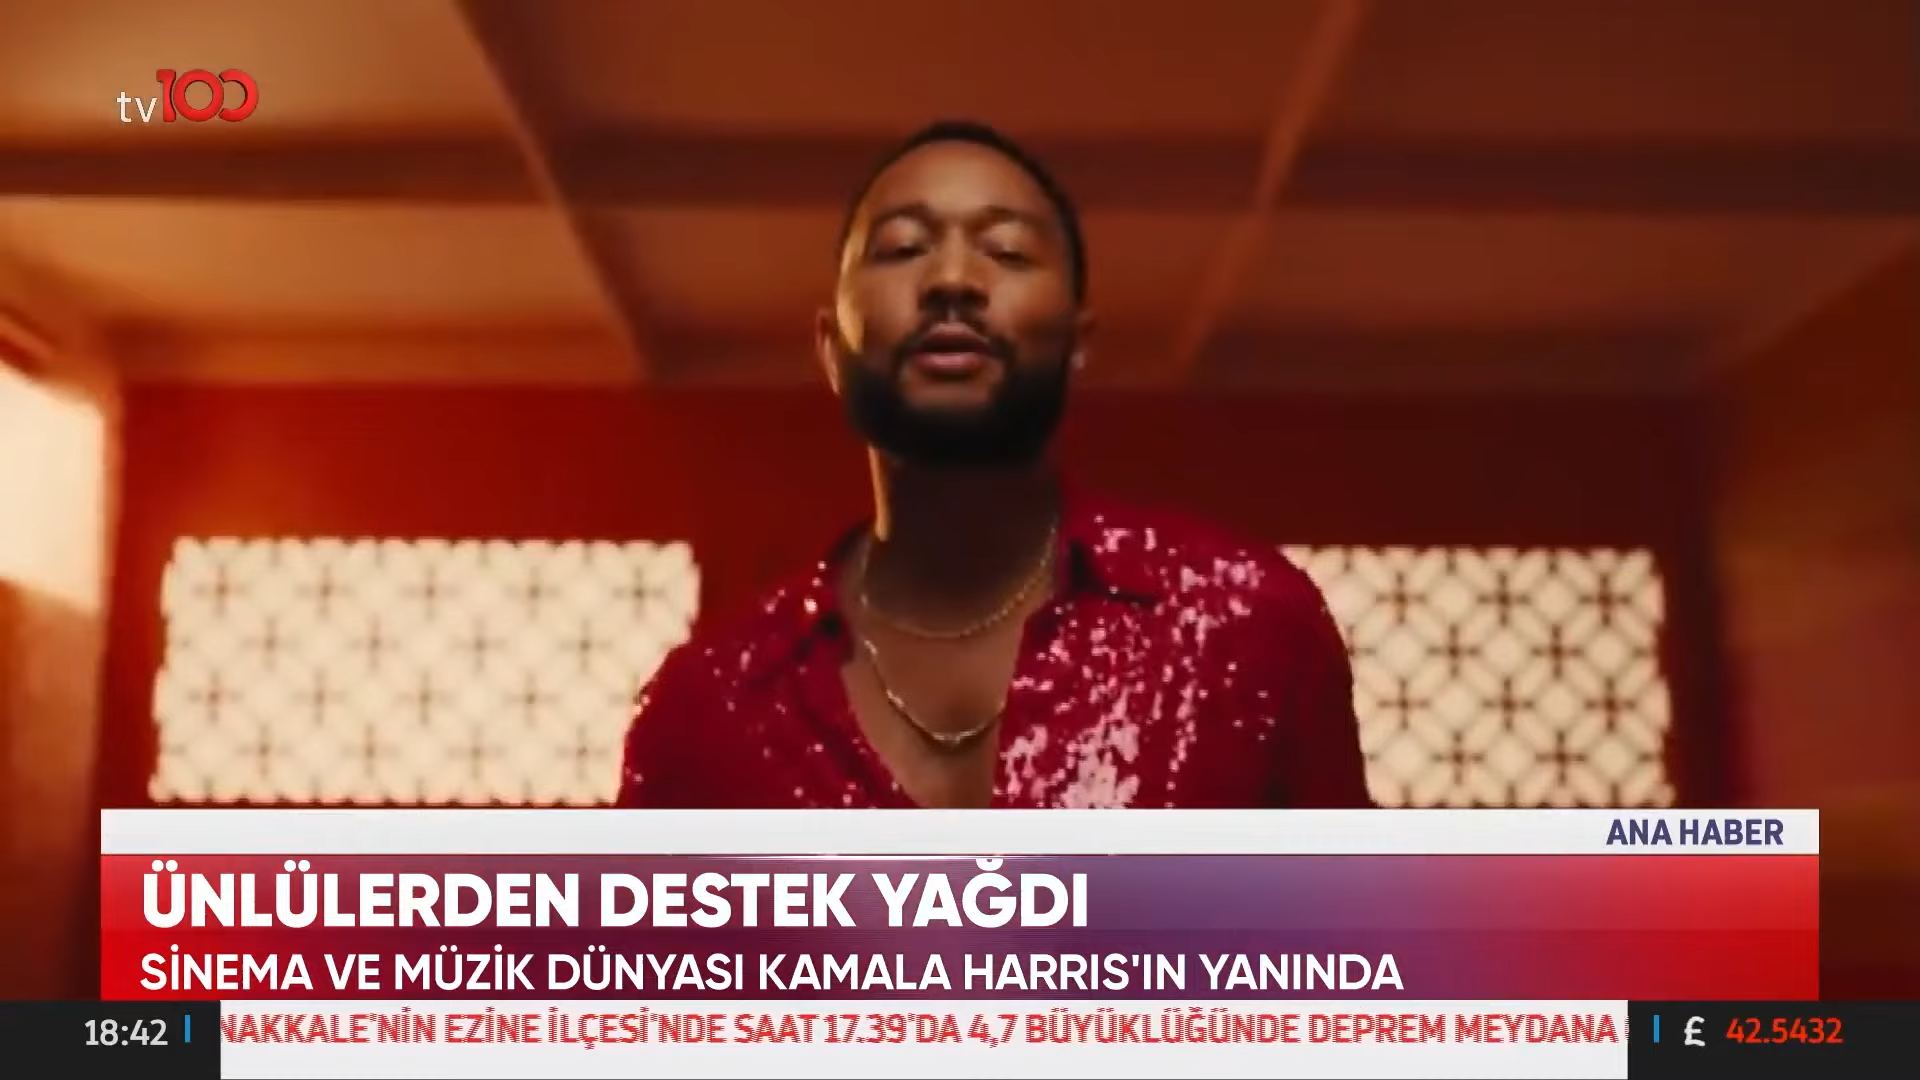 tv100
ANA HABER
ÜNLÜLERDEN DESTEK YAĞDI
SİNEMA VE MÜZİK DÜNYASI KAMALA HARRIS'IN YANINDA
18:42
NAKKALE'NİN EZİNE İLÇESİ'NDE SAAT 17.39'DA 4,7 BÜYÜKLÜĞÜNDE DEPREM MEYDANA
£ 42.5432